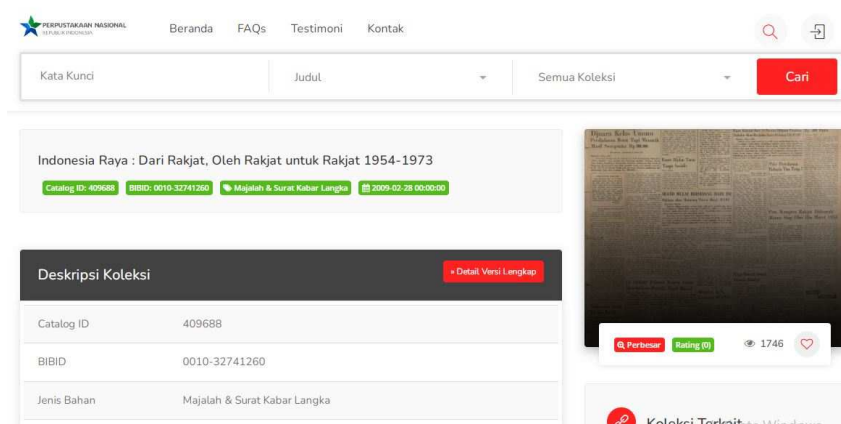 PERPUSTAKAAN NASIONAL
REPUBLIK INDONESIA
Beranda FAQs Testimoni Kontak
Kata Kunci Judul Semua Koleksi Cari
Indonesia Raya : Dari Rakjat, Oleh Rakjat untuk Rakjat 1954-1973
Catalog ID: 409688 BIBID: 0010-32741260 Majalah & Surat Kabar Langka 2009-02-28 00:00:00
Deskripsi Koleksi « Detail Versi Lengkap
Catalog ID 409688
BIBID 0010-32741260
Jenis Bahan Majalah & Surat Kabar Langka
Perbesar Rating (0) 1746
Koleksi Terkait